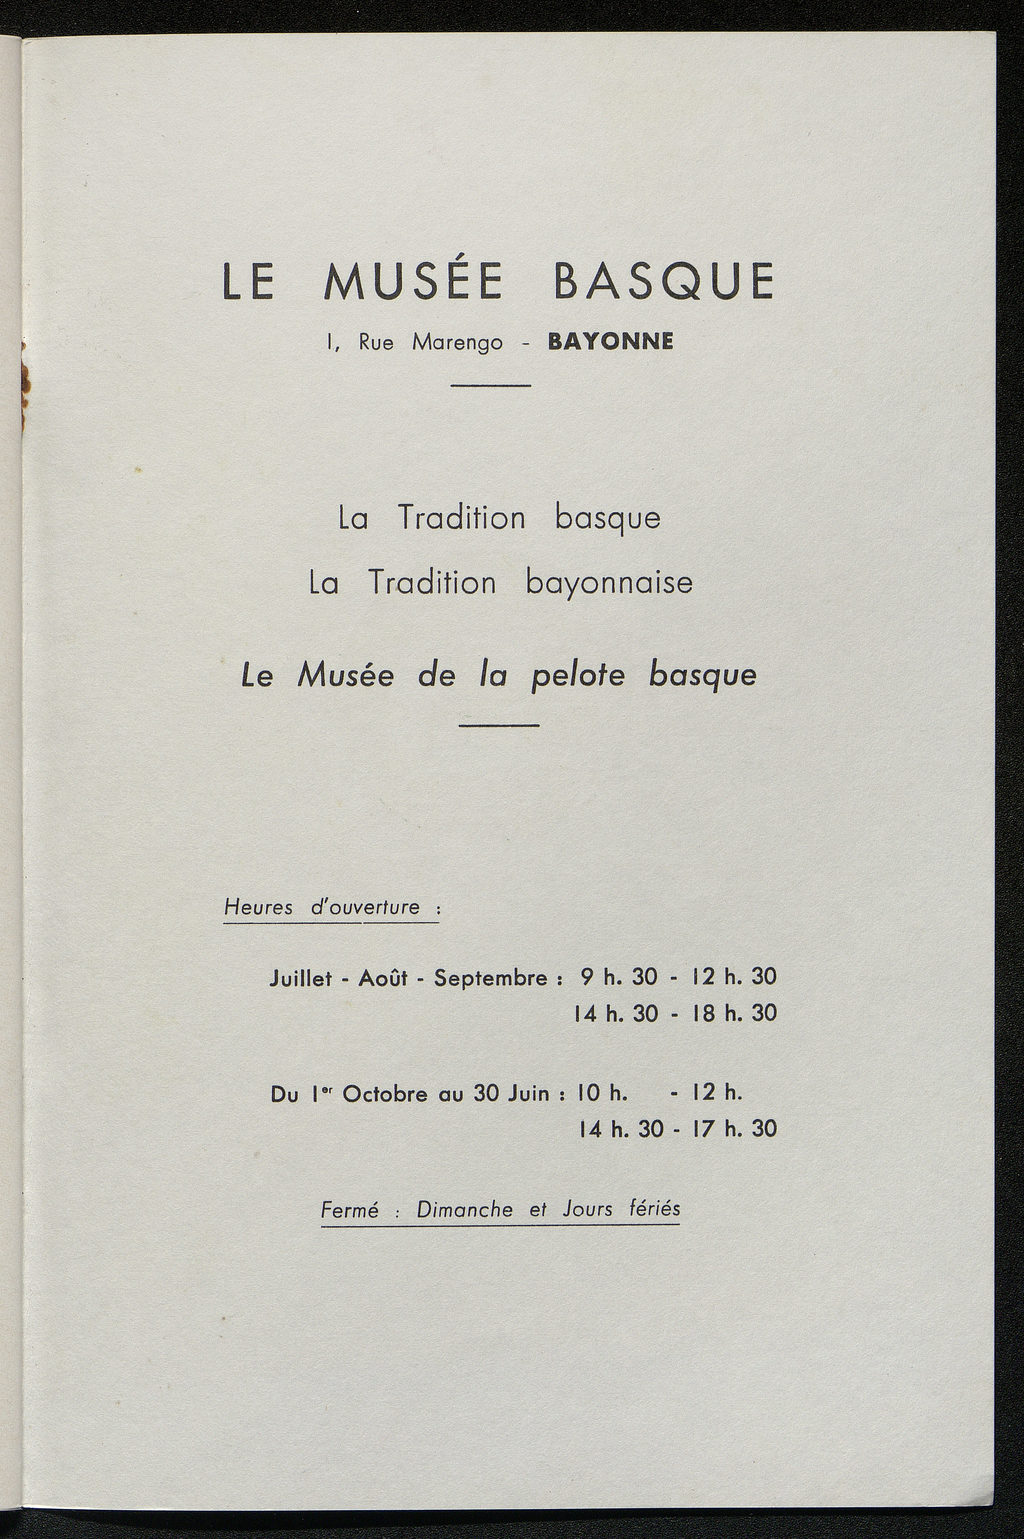 LE MUSÉE BASQUE
1, Rue Marengo - BAYONNE
La Tradition basque
La Tradition bayonnaise
Le Musée de la pelote basque
Heures d'ouverture :
Juillet - Août - Septembre : 9 h. 30 - 12 h. 30
14 h. 30 - 18 h. 30
Du 1er Octobre au 30 Juin : 10 h. - 12 h.
14 h. 30 - 17 h. 30
Fermé : Dimanche et Jours fériés